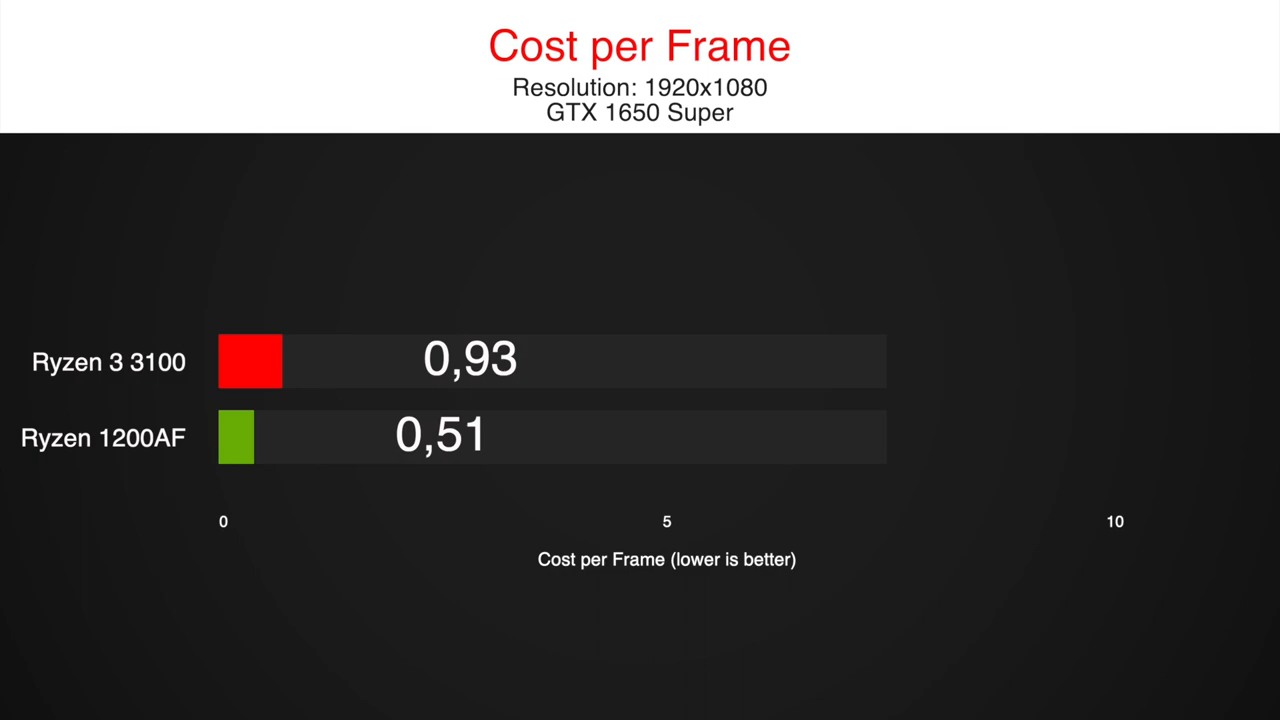 Cost per Frame
Resolution: 1920x1080
GTX 1650 Super
Ryzen 3 3100 0,93
Ryzen 1200AF 0,51
0 5 10
Cost per Frame (lower is better)